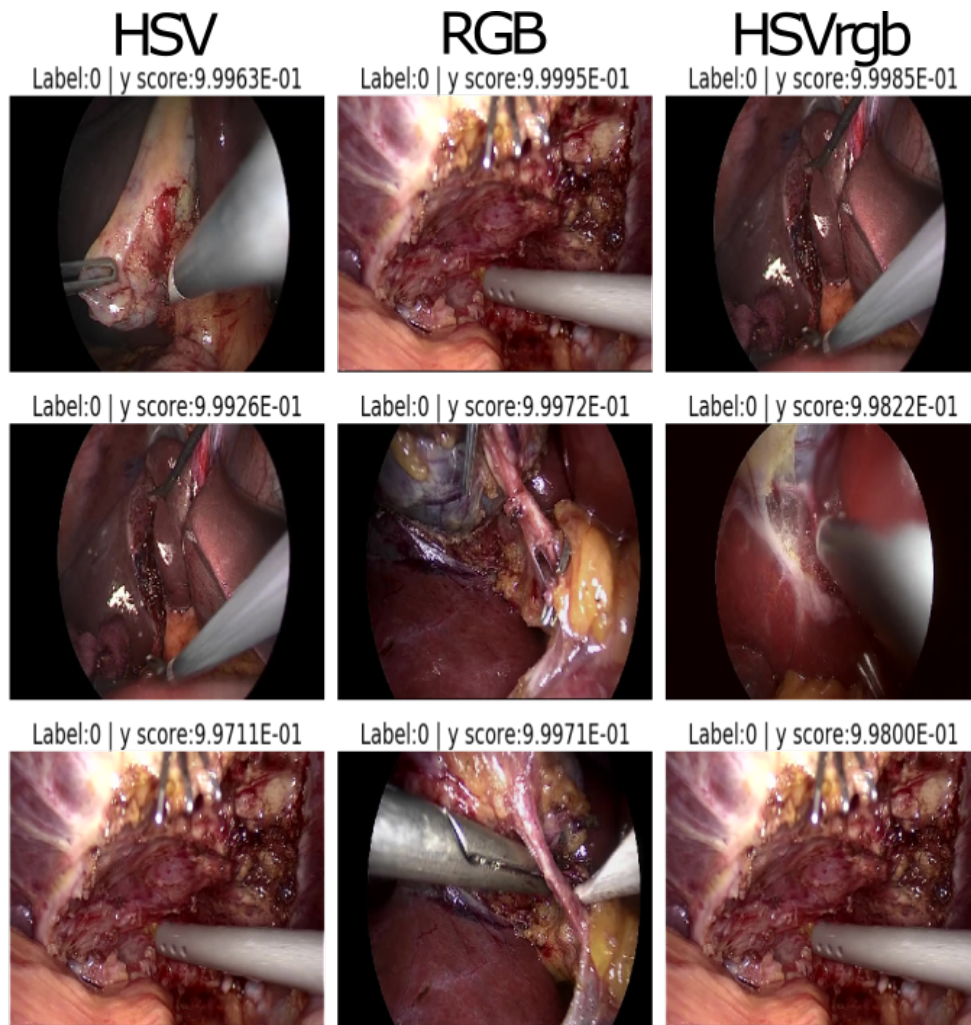 HSV RGB HSVrgb
Label:0 | y score:9.9963E-01 Label:0 | y score:9.9995E-01 Label:0 | y score:9.9985E-01
Label:0 | y score:9.9926E-01 Label:0 | y score:9.9972E-01 Label:0 | y score:9.9822E-01
Label:0 | y score:9.9711E-01 Label:0 | y score:9.9971E-01 Label:0 | y score:9.9800E-01